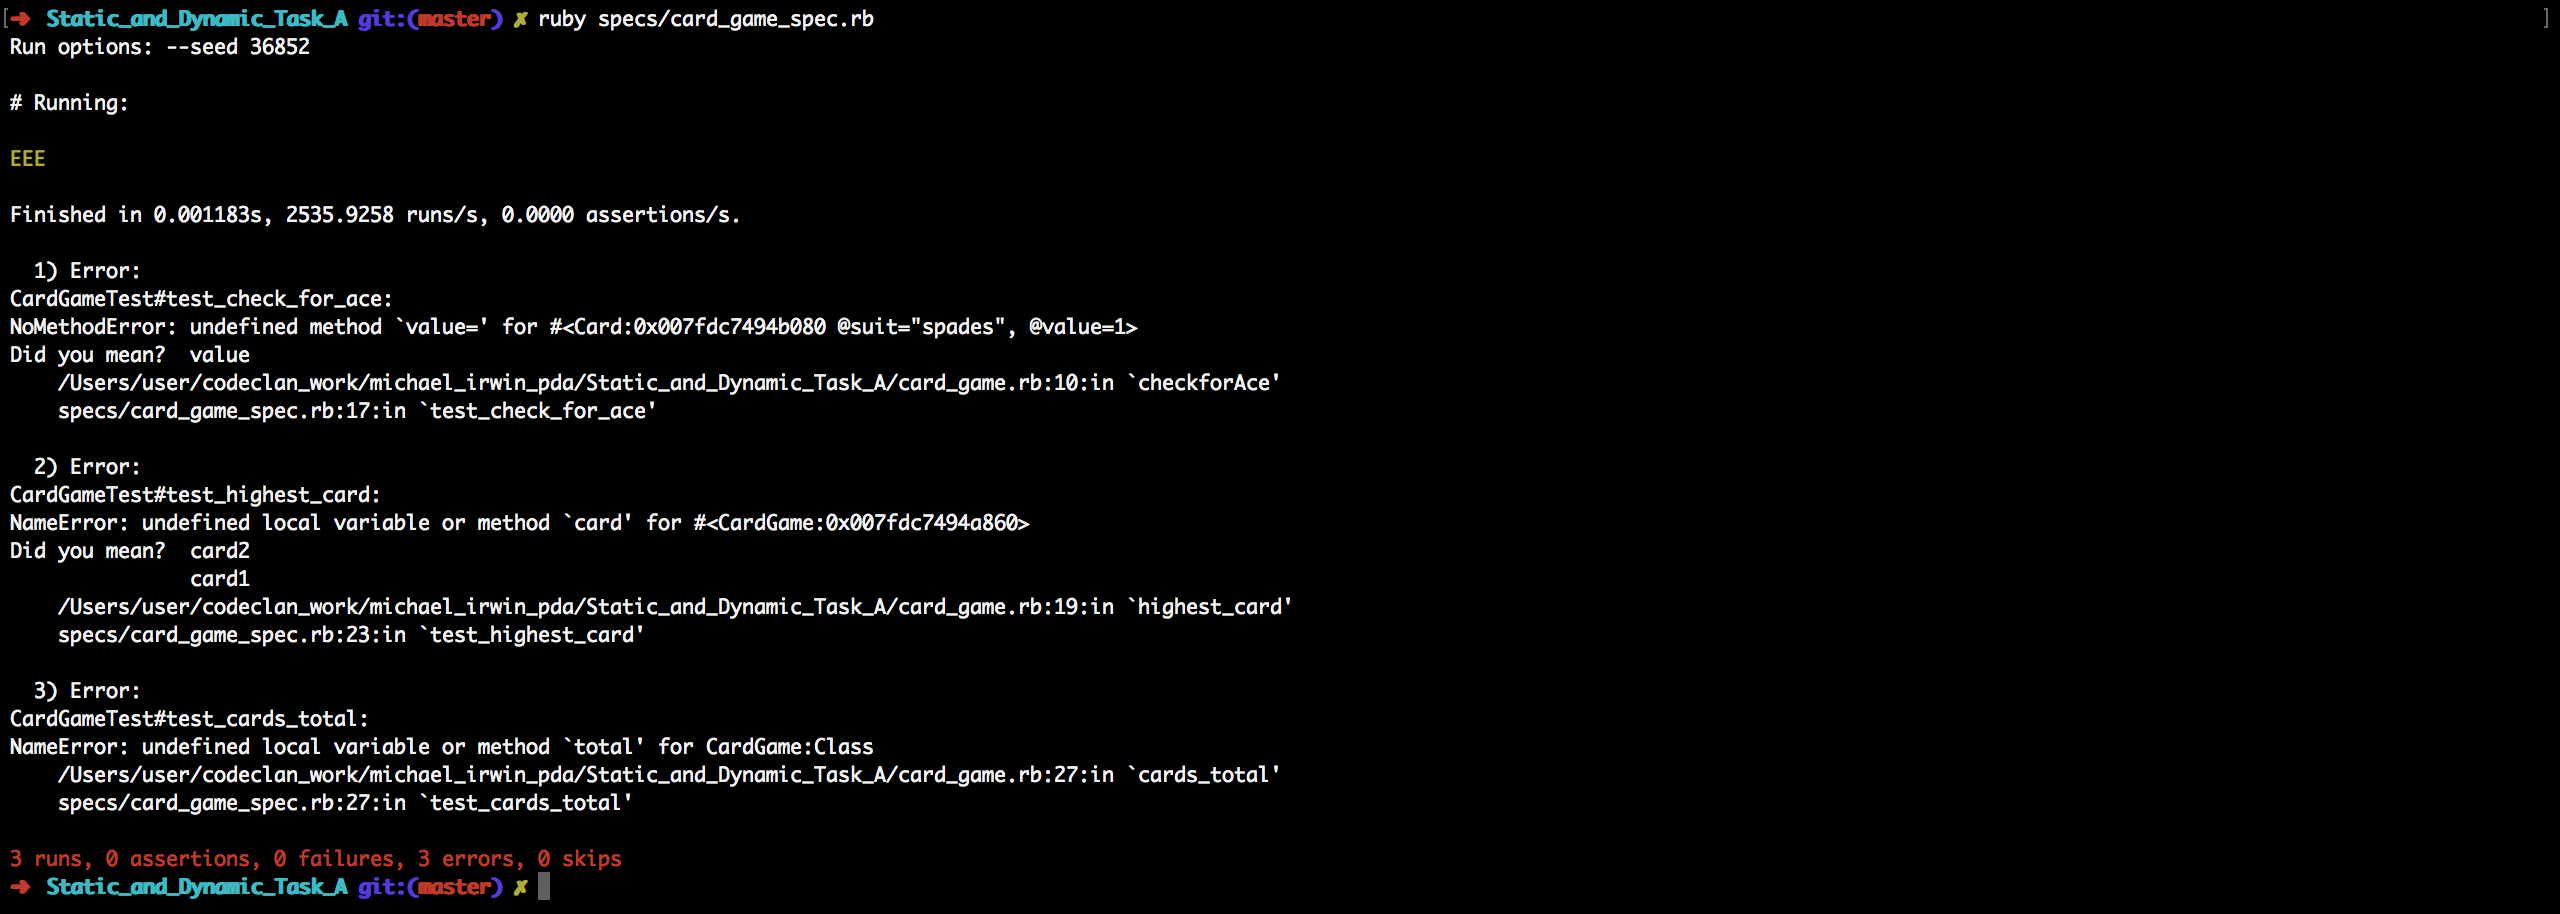 [➜  Static_and_Dynamic_Task_A git:(master) ✗ ruby specs/card_game_spec.rb ]
Run options: --seed 36852
# Running:
EEE
Finished in 0.001183s, 2535.9258 runs/s, 0.0000 assertions/s.
  1) Error:
CardGameTest#test_check_for_ace:
NoMethodError: undefined method `value=' for #<Card:0x007fdc7494b080 @suit="spades", @value=1>
Did you mean?  value
    /Users/user/codeclan_work/michael_irwin_pda/Static_and_Dynamic_Task_A/card_game.rb:10:in `checkforAce'
    specs/card_game_spec.rb:17:in `test_check_for_ace'
  2) Error:
CardGameTest#test_highest_card:
NameError: undefined local variable or method `card' for #<CardGame:0x007fdc7494a860>
Did you mean?  card2
               card1
    /Users/user/codeclan_work/michael_irwin_pda/Static_and_Dynamic_Task_A/card_game.rb:19:in `highest_card'
    specs/card_game_spec.rb:23:in `test_highest_card'
  3) Error:
CardGameTest#test_cards_total:
NameError: undefined local variable or method `total' for CardGame:Class
    /Users/user/codeclan_work/michael_irwin_pda/Static_and_Dynamic_Task_A/card_game.rb:27:in `cards_total'
    specs/card_game_spec.rb:27:in `test_cards_total'
3 runs, 0 assertions, 0 failures, 3 errors, 0 skips
➜  Static_and_Dynamic_Task_A git:(master) ✗